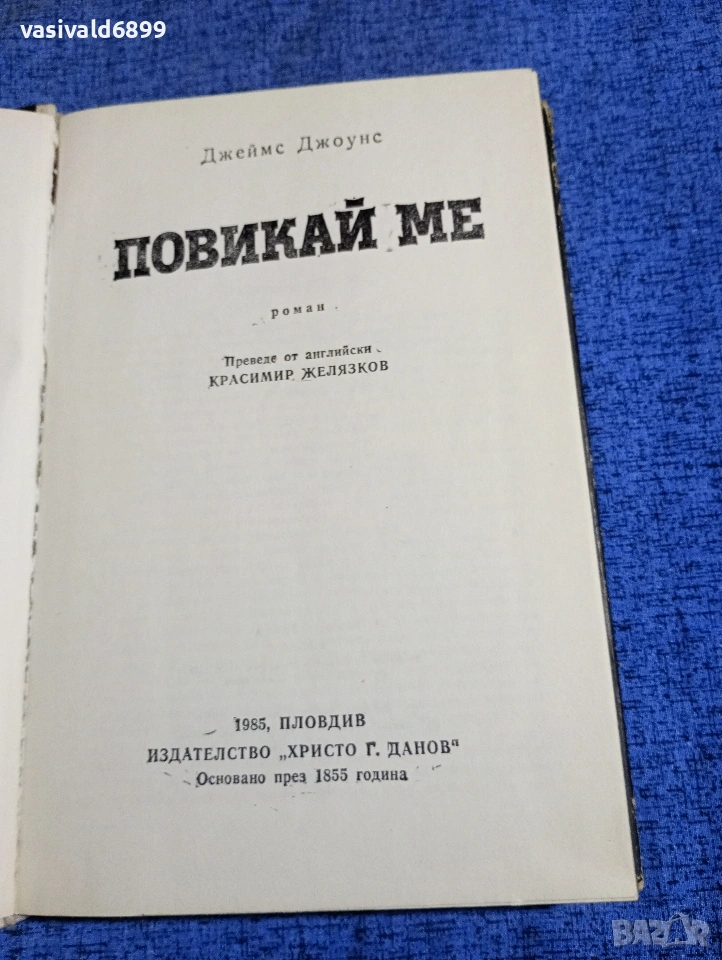 vasivald6899
Джеймс Джоунс
ПОВИКАЙ МЕ
роман
Преведе от английски
КРАСИМИР ЖЕЛЯЗКОВ
1985, ПЛОВДИВ
ИЗДАТЕЛСТВО „ХРИСТО Г. ДАНОВ“
Основано през 1855 година
BAZAR